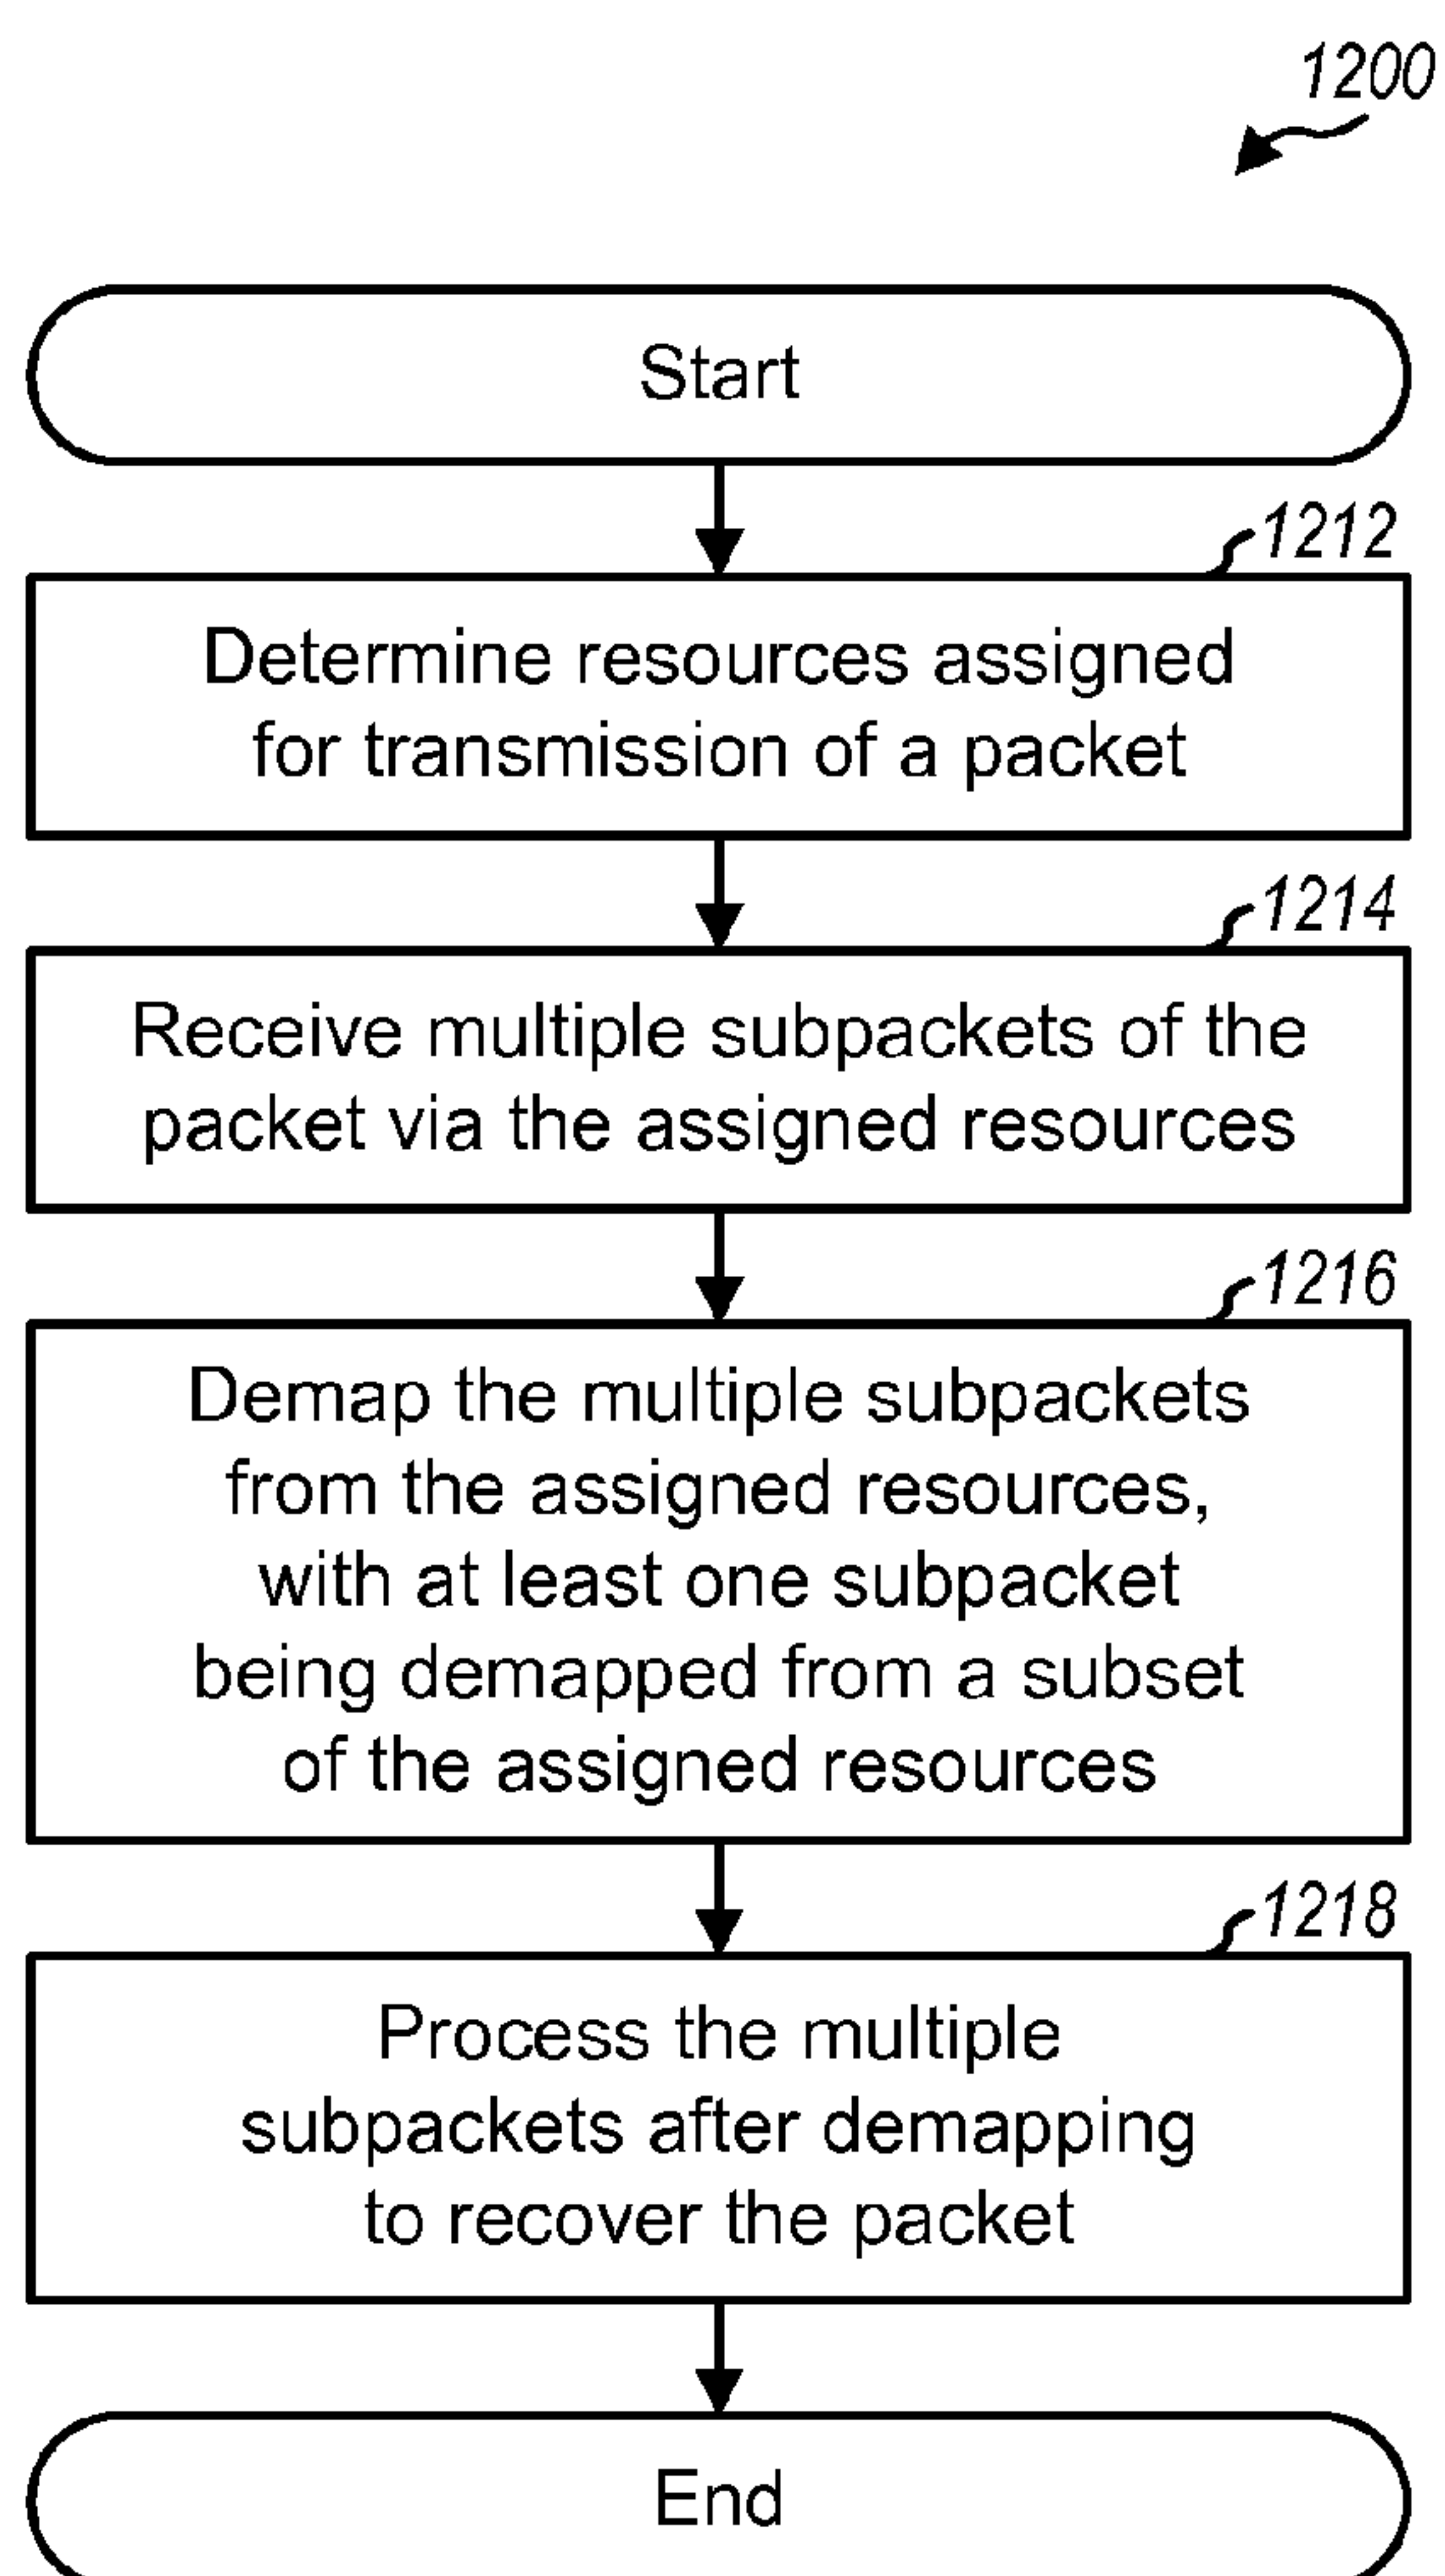 1200
Start
1212
Determine resources assigned
for transmission of a packet
1214
Receive multiple subpackets of the
packet via the assigned resources
1216
Demap the multiple subpackets
from the assigned resources,
with at least one subpacket
being demapped from a subset
of the assigned resources
1218
Process the multiple
subpackets after demapping
to recover the packet
End